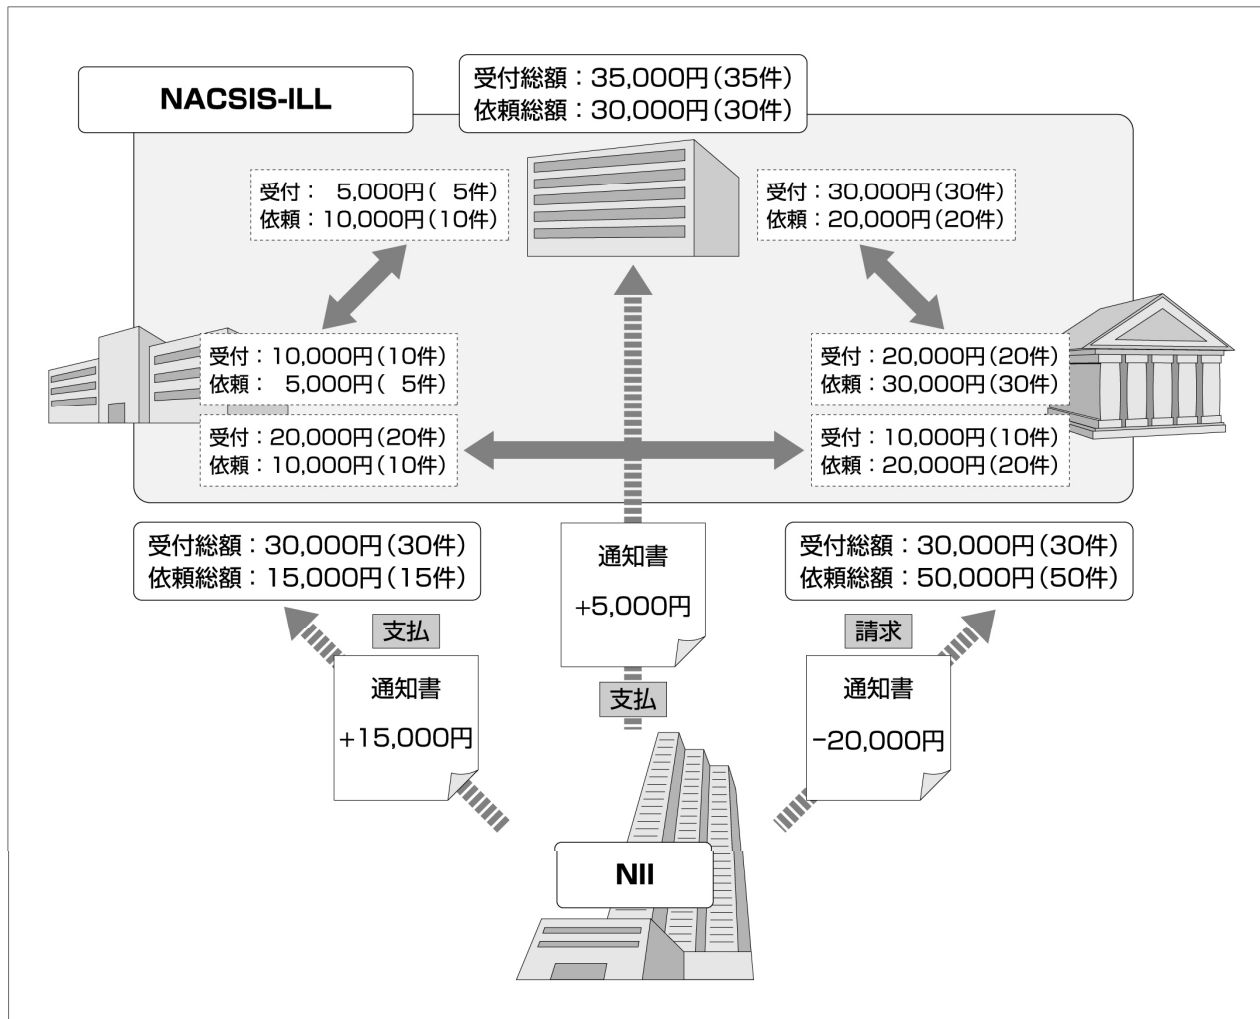 NACSIS-ILL
受付総額：35,000円(35件)
依頼総額：30,000円(30件)
受付： 5,000円( 5件)
依頼：10,000円(10件)
受付：30,000円(30件)
依頼：20,000円(20件)
受付：10,000円(10件)
依頼： 5,000円( 5件)
受付：20,000円(20件)
依頼：30,000円(30件)
受付：20,000円(20件)
依頼：10,000円(10件)
受付：10,000円(10件)
依頼：20,000円(20件)
受付総額：30,000円(30件)
依頼総額：15,000円(15件)
通知書
+5,000円
受付総額：30,000円(30件)
依頼総額：50,000円(50件)
支払
請求
通知書
+15,000円
支払
通知書
−20,000円
NII